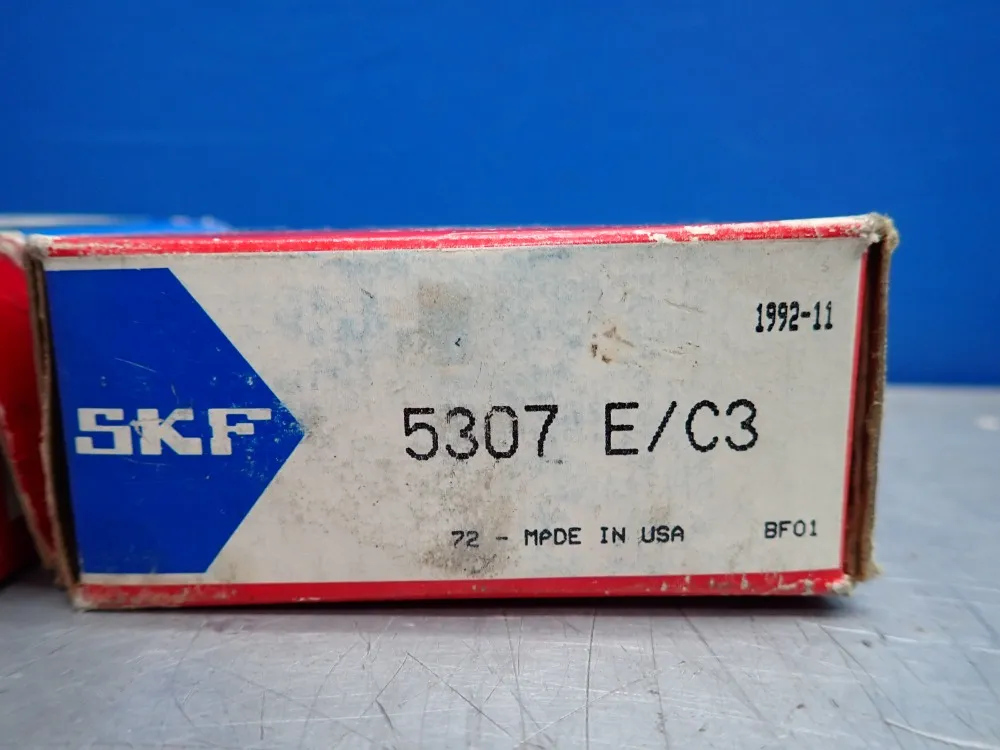 1992-11
SKF
5307 E/C3
72 - MADE IN USA
BF01